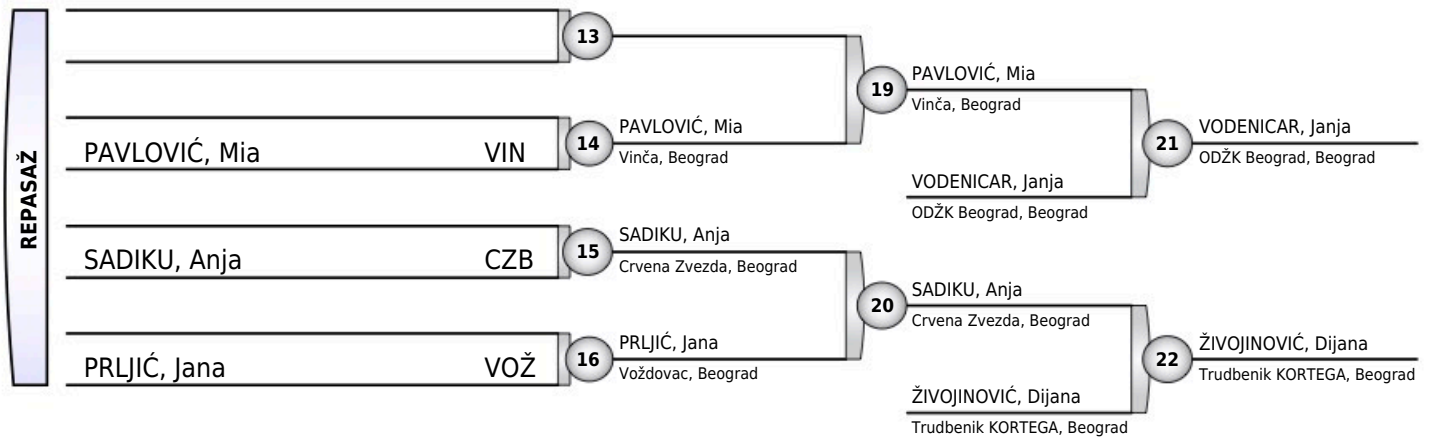 REPASAŽ
13
19
PAVLOVIĆ, Mia
Vinča, Beograd
PAVLOVIĆ, Mia VIN
14
PAVLOVIĆ, Mia
Vinča, Beograd
21
VODENICAR, Janja
ODŽK Beograd, Beograd
VODENICAR, Janja
ODŽK Beograd, Beograd
SADIKU, Anja CZB
15
SADIKU, Anja
Crvena Zvezda, Beograd
20
SADIKU, Anja
Crvena Zvezda, Beograd
PRLJIĆ, Jana VOŽ
16
PRLJIĆ, Jana
Voždovac, Beograd
22
ŽIVOJINOVIĆ, Dijana
Trudbenik KORTEGA, Beograd
ŽIVOJINOVIĆ, Dijana
Trudbenik KORTEGA, Beograd